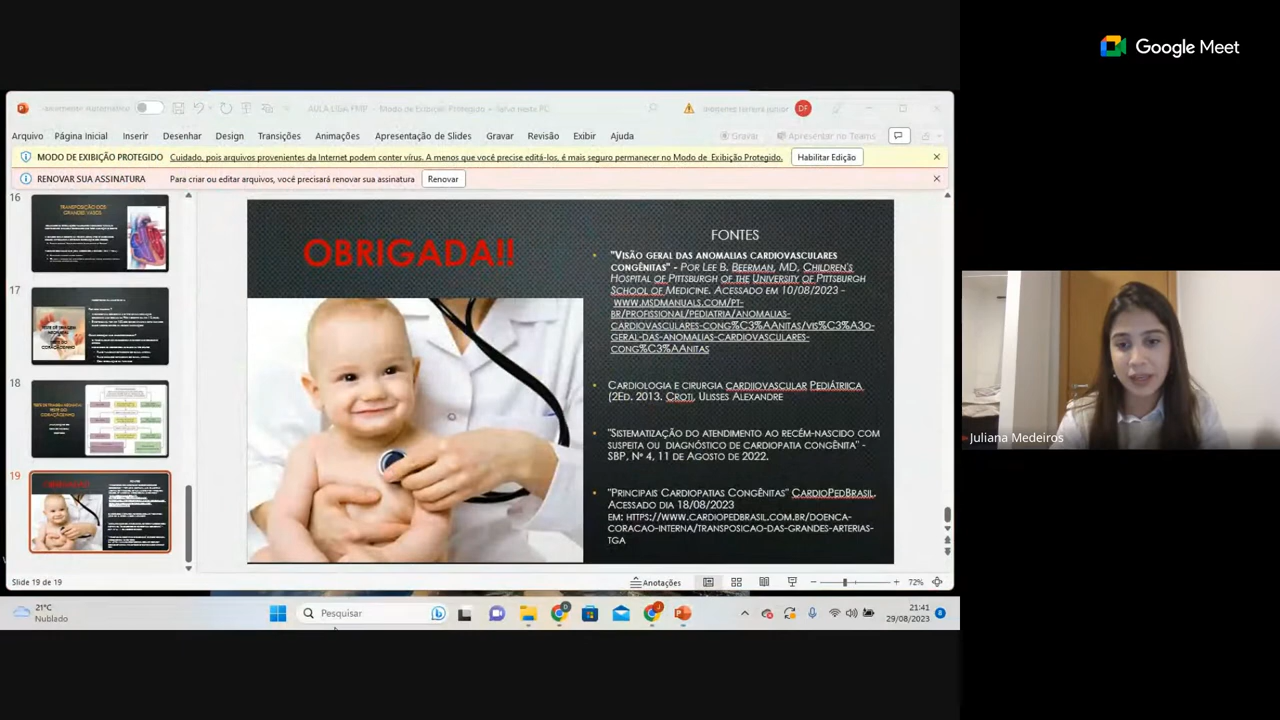 Google Meet
AULA LIGA FMP - Modo de Exibição Protegido - Salvo neste PC
DF
Arquivo Página Inicial Inserir Desenhar Design Transições Animações Apresentação de Slides Gravar Revisão Exibir Ajuda
Gravar Apresentar no Teams
MODO DE EXIBIÇÃO PROTEGIDO Cuidado, pois arquivos provenientes da Internet podem conter vírus. A menos que você precise editá-los, é mais seguro permanecer no Modo de Exibição Protegido. Habilitar Edição
RENOVAR SUA ASSINATURA Para criar ou editar arquivos, você precisará renovar sua assinatura Renovar
16
TRANSPOSIÇÃO DOS
GRANDES VASOS
17
18
19
OBRIGADA!!
FONTES
"VISÃO GERAL DAS ANOMALIAS CARDIOVASCULARES
CONGÊNITAS" - POR LEE B. BEERMAN, MD, CHILDREN'S
HOSPITAL OF PITTSBURGH OF THE UNIVERSITY OF PITTSBURGH
SCHOOL OF MEDICINE. ACESSADO EM 10/08/2023 -
WWW.MSDMANUALS.COM/PT-
BR/PROFISSIONAL/PEDIATRIA/ANOMALIAS-
CARDIOVASCULARES-CONG%C3%AANITAS/VIS%C3%A3O-
GERAL-DAS-ANOMALIAS-CARDIOVASCULARES-
CONG%C3%AANITAS
CARDIOLOGIA E CIRURGIA CARDIIOVASCULAR PEDIÁTRICA
(2ED. 2013. CROTI, ULISSES ALEXANDRE
"SISTEMATIZAÇÃO DO ATENDIMENTO AO RECÉM-NASCIDO COM
SUSPEITA OU DIAGNÓSTICO DE CARDIOPATIA CONGÊNITA" -
SBP, Nº 4, 11 DE AGOSTO DE 2022.
"PRINCIPAIS CARDIOPATIAS CONGÊNITAS" CARDIOPEDBRASIL.
ACESSADO DIA 18/08/2023
EM: HTTPS://WWW.CARDIOPEDBRASIL.COM.BR/DOENCA-
CORACAO-INTERNA/TRANSPOSICAO-DAS-GRANDES-ARTERIAS-
TGA
Juliana Medeiros
Slide 19 de 19 Anotações 72%
21°C
Nublado
Pesquisar
21:41
29/08/2023
8